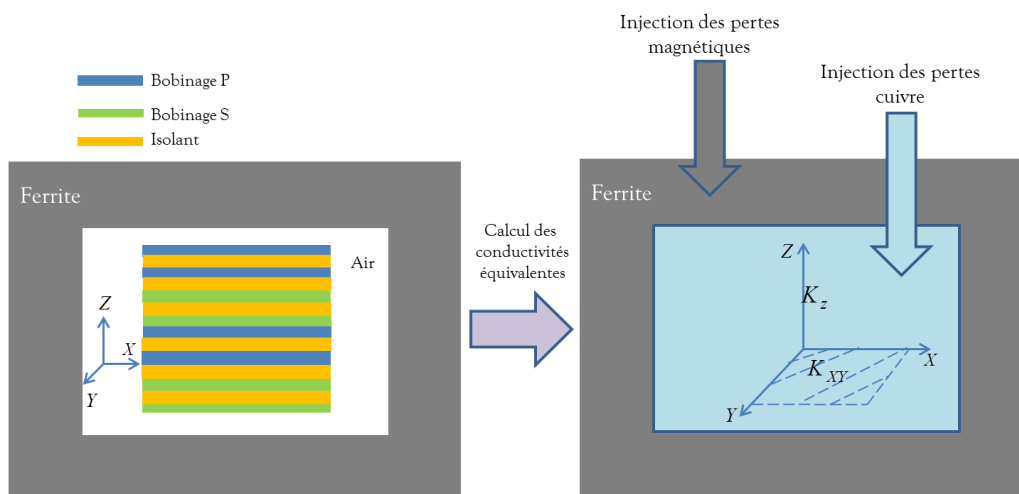 Injection des pertes
magnétiques
Injection des pertes
cuivre
Bobinage P
Bobinage S
Isolant
Ferrite
Air
Z
X
Y
Calcul des
conductivités
équivalentes
Ferrite
Z
K z
K XY
X
Y